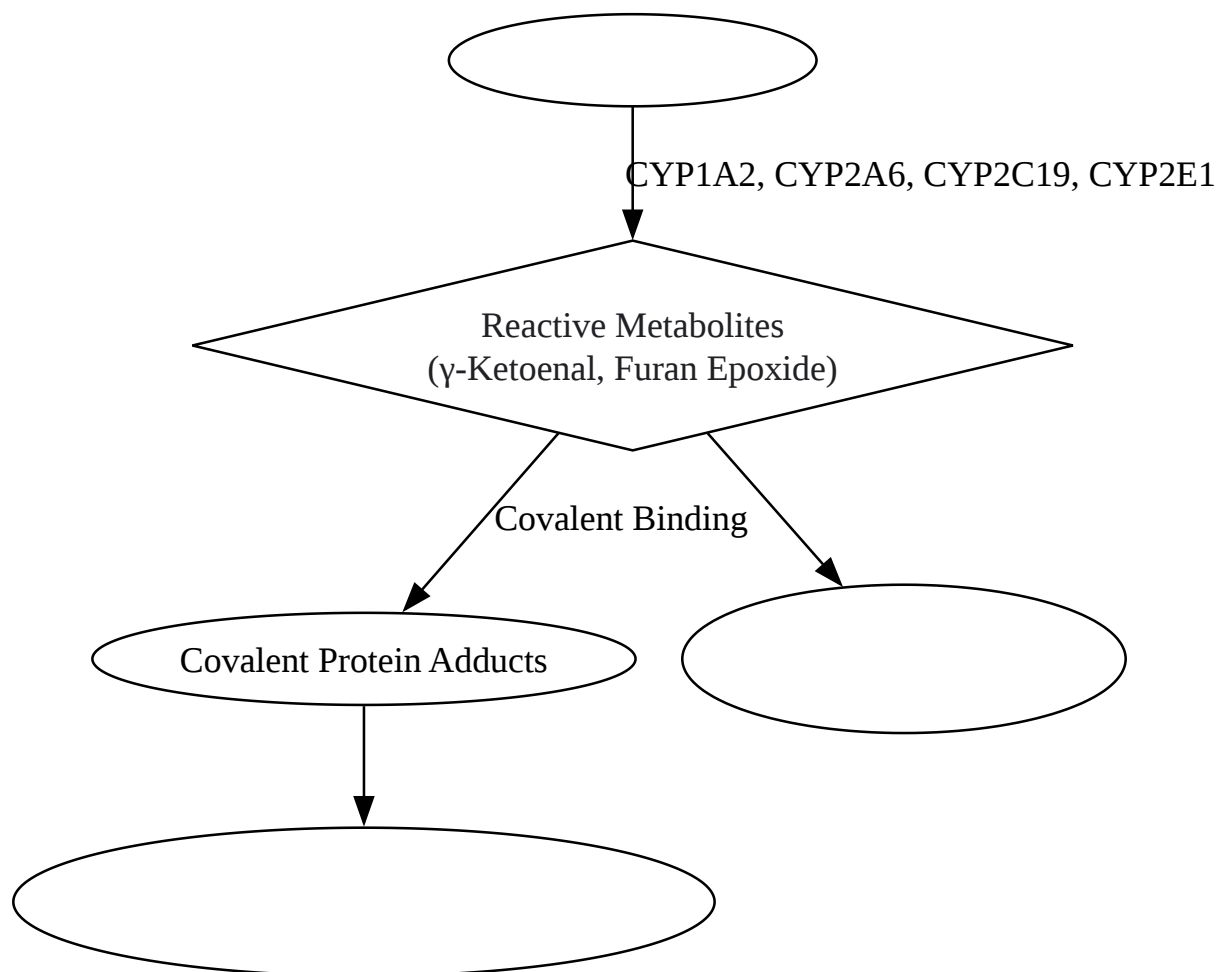 CYP1A2, CYP2A6, CYP2C19, CYP2E1
Reactive Metabolites
(γ-Ketoenal, Furan Epoxide)
Covalent Binding
Covalent Protein Adducts